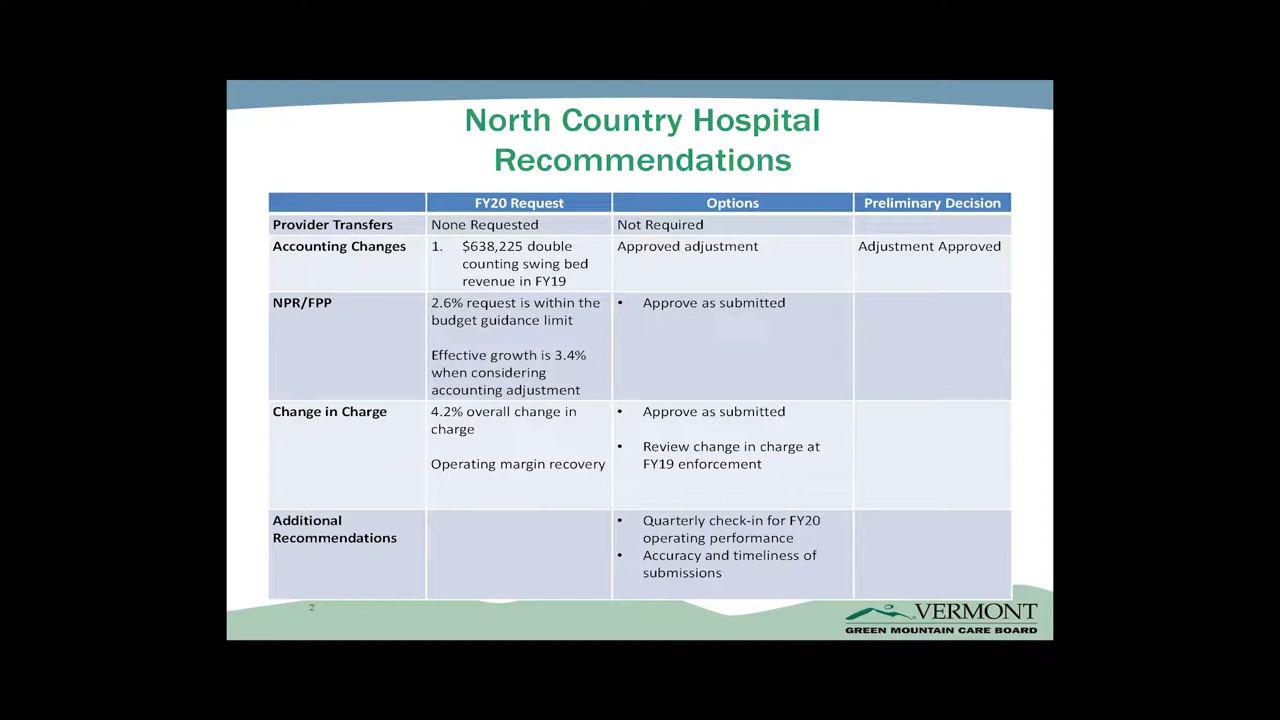 North Country Hospital
Recommendations
FY20 Request
Options
Preliminary Decision
Provider Transfers
None Requested
Not Required
Accounting Changes
1. $638,225 double
counting swing bed
revenue in FY19
Approved adjustment
Adjustment Approved
NPR/FPP
2.6% request is within the
budget guidance limit
Effective growth is 3.4%
when considering
accounting adjustment
• Approve as submitted
Change in Charge
4.2% overall change in
charge
Operating margin recovery
• Approve as submitted
• Review change in charge at
FY19 enforcement
Additional
Recommendations
• Quarterly check-in for FY20
operating performance
• Accuracy and timeliness of
submissions
2
VERMONT
GREEN MOUNTAIN CARE BOARD